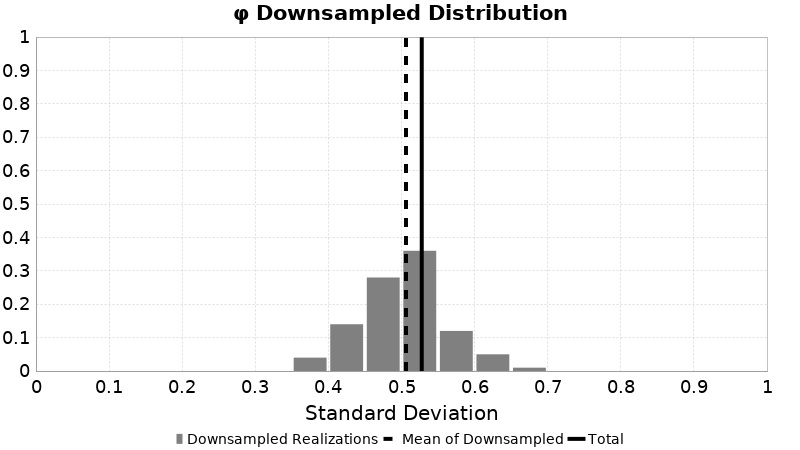 φ Downsampled Distribution
1
0.9
0.8
0.7
0.6
0.5
0.4
0.3
0.2
0.1
0
0 0.1 0.2 0.3 0.4 0.5 0.6 0.7 0.8 0.9 1
Standard Deviation
Downsampled Realizations Mean of Downsampled Total